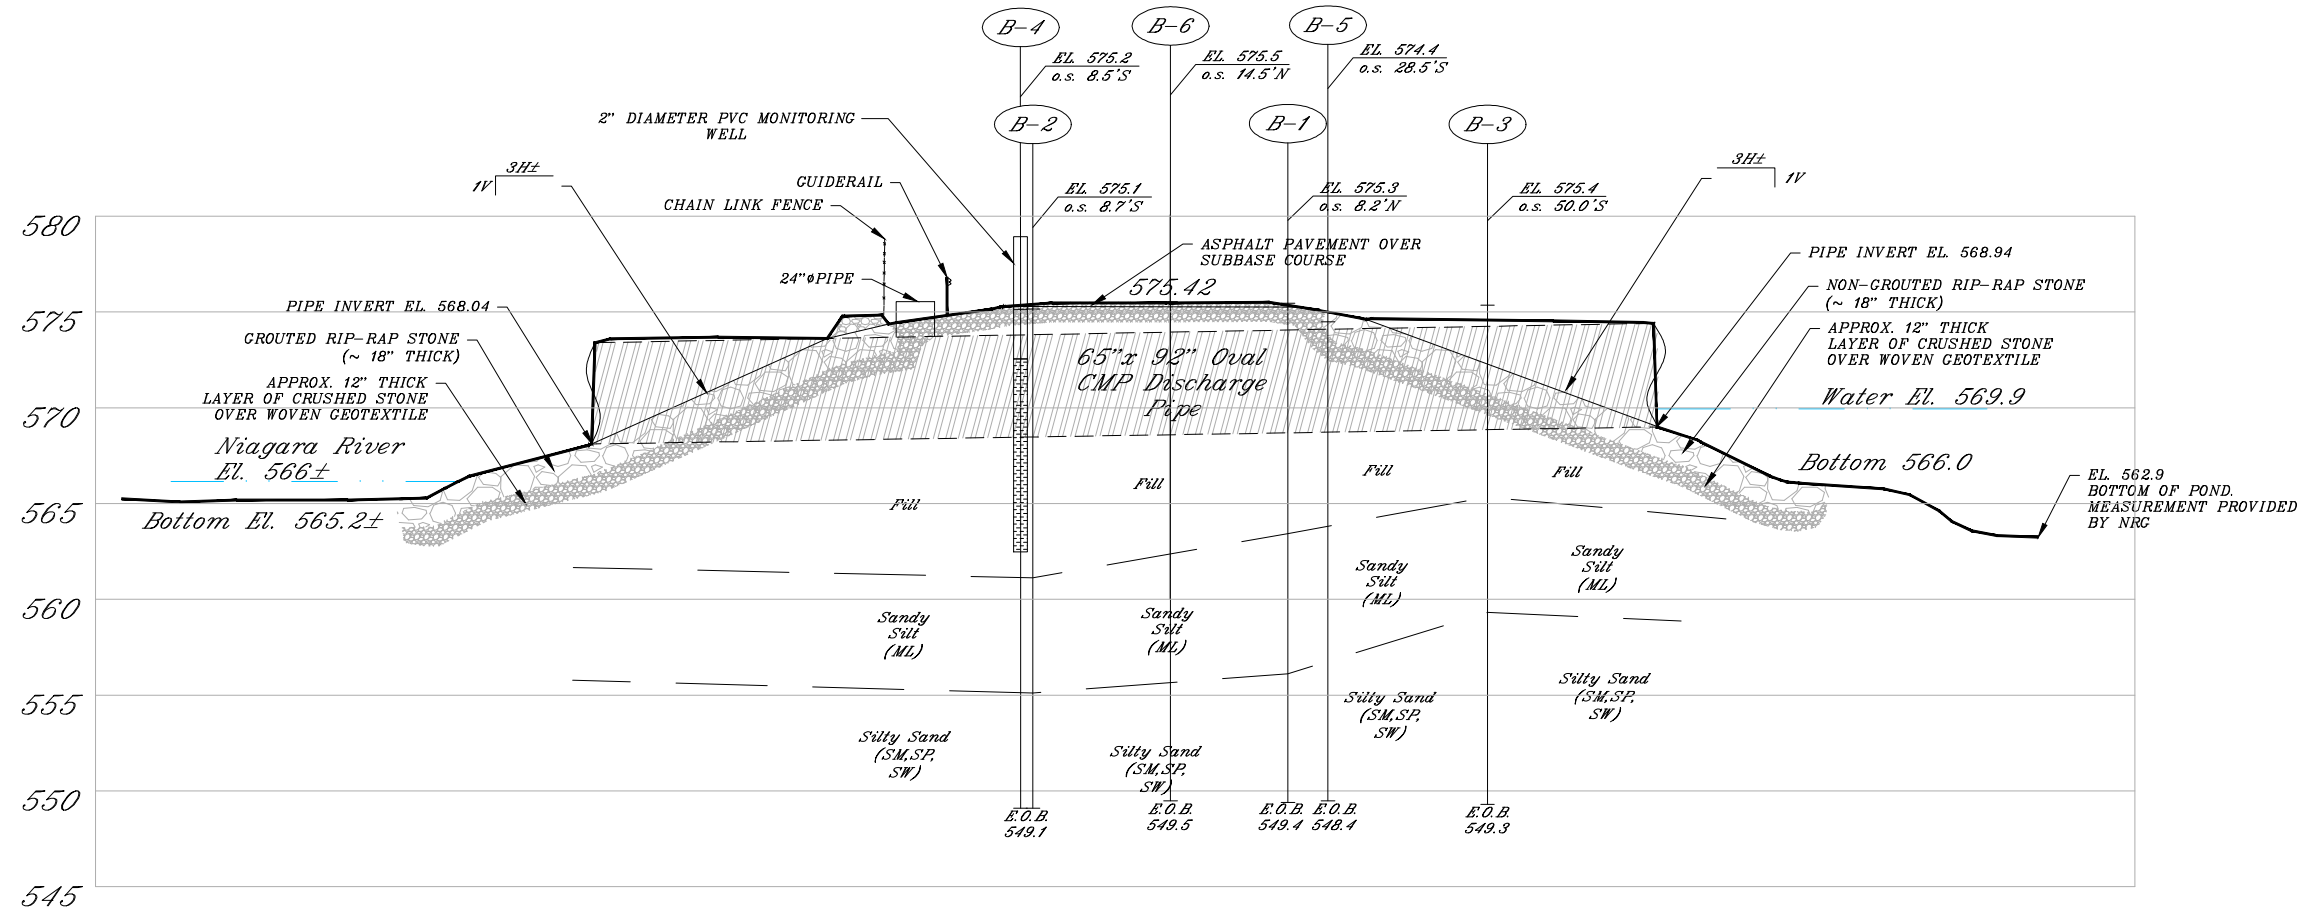 B-4
B-6
B-5
EL. 575.2
o.s. 8.5'S
EL. 575.5
o.s. 14.5'N
EL. 574.4
o.s. 28.5'S
2" DIAMETER PVC MONITORING
WELL
B-2
B-1
B-3
3H±
1V
GUIDERAIL
CHAIN LINK FENCE
EL. 575.1
o.s. 8.7'S
EL. 575.3
o.s. 8.2'N
EL. 575.4
o.s. 50.0'S
3H±
1V
580
ASPHALT PAVEMENT OVER
SUBBASE COURSE
24"øPIPE
575.42
PIPE INVERT EL. 568.94
NON-GROUTED RIP-RAP STONE
(~ 18" THICK)
575
PIPE INVERT EL. 568.04
GROUTED RIP-RAP STONE
(~ 18" THICK)
APPROX. 12" THICK
LAYER OF CRUSHED STONE
OVER WOVEN GEOTEXTILE
65"x 92" Oval
CMP Discharge
Pipe
APPROX. 12" THICK
LAYER OF CRUSHED STONE
OVER WOVEN GEOTEXTILE
Water El. 569.9
570
Niagara River
El. 566±
Bottom 566.0
Fill
Fill
Fill
Fill
EL. 562.9
BOTTOM OF POND.
MEASUREMENT PROVIDED
BY NRG
565
Bottom El. 565.2±
Sandy
Silt
(ML)
Sandy
Silt
(ML)
Sandy
Silt
(ML)
Sandy
Silt
(ML)
560
555
Silty Sand
(SM,SP,
SW)
Silty Sand
(SM,SP,
SW)
Silty Sand
(SM,SP,
SW)
Silty Sand
(SM,SP,
SW)
550
E.O.B.
549.1
E.O.B.
549.5
E.O.B.
549.4
E.O.B.
548.4
E.O.B.
549.3
545